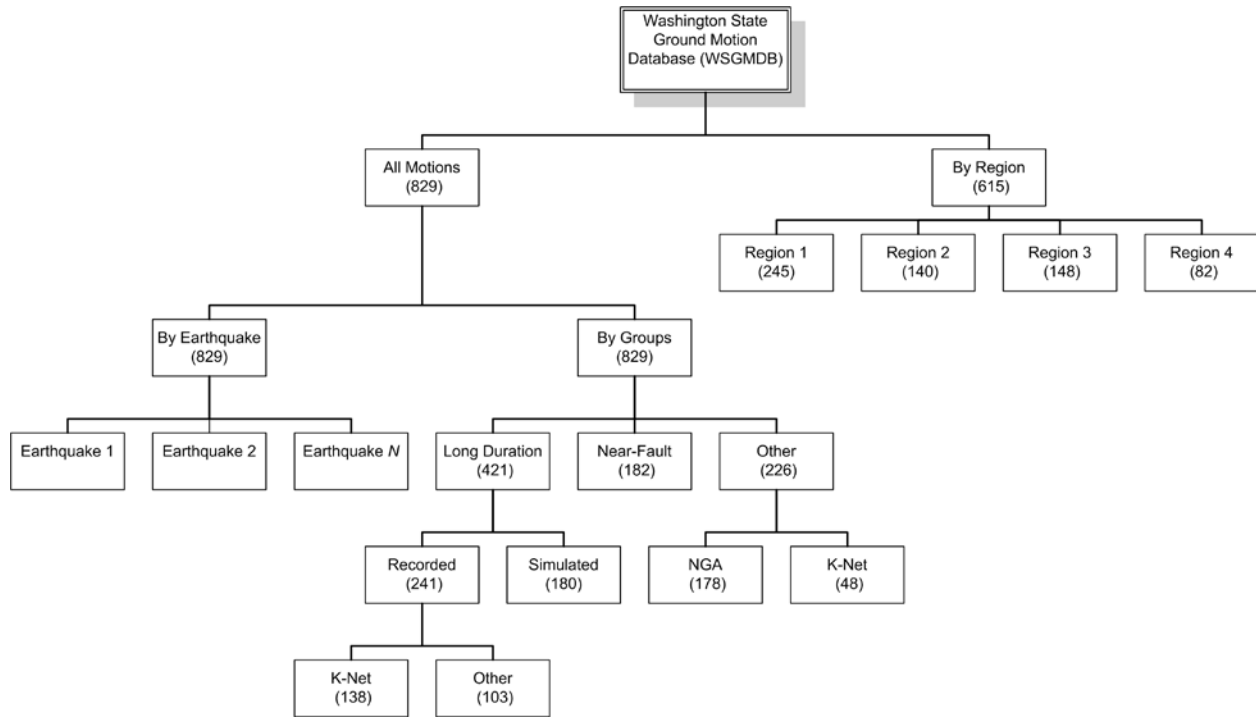 Washington State
Ground Motion
Database (WSGMDB)
All Motions
(829)
By Region
(615)
Region 1
(245)
Region 2
(140)
Region 3
(148)
Region 4
(82)
By Earthquake
(829)
By Groups
(829)
Earthquake 1
Earthquake 2
Earthquake N
Long Duration
(421)
Near-Fault
(182)
Other
(226)
Recorded
(241)
Simulated
(180)
NGA
(178)
K-Net
(48)
K-Net
(138)
Other
(103)